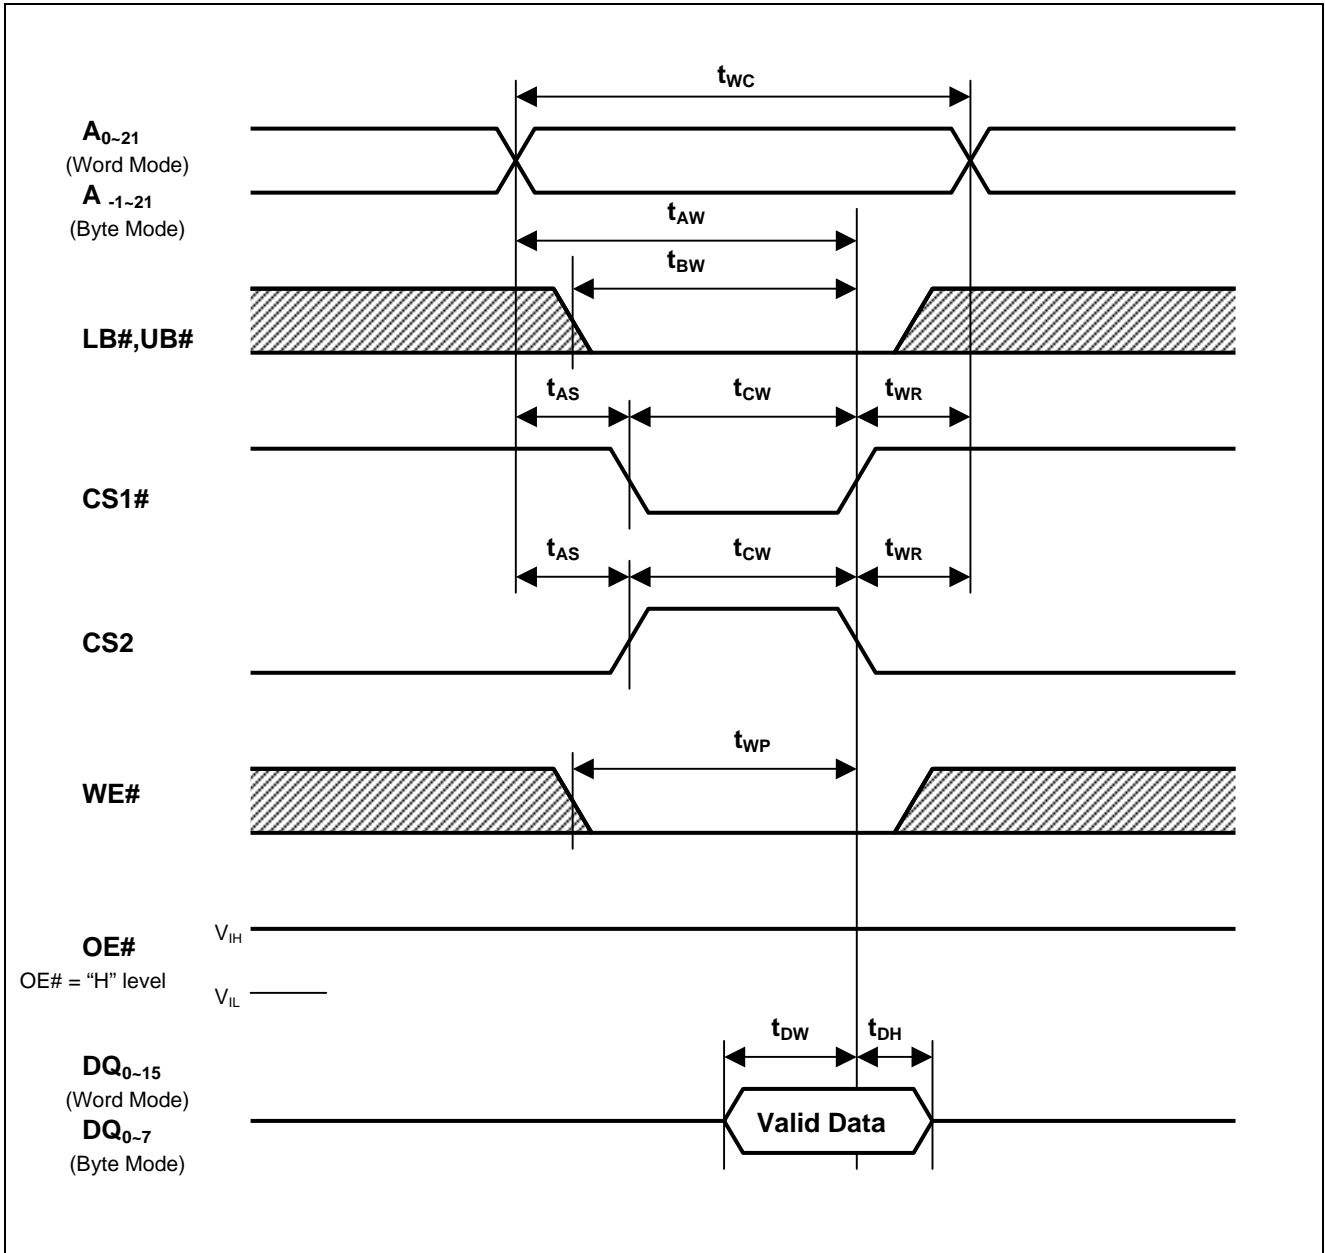 tWC
A0~21
(Word Mode)
A -1~21
(Byte Mode)
tAW
tBW
LB#,UB#
tAS tCW tWR
CS1#
tAS tCW tWR
CS2
tWP
WE#
VIH
OE#
OE# = “H” level
VIL
tDW tDH
DQ0~15
(Word Mode)
Valid Data
DQ0~7
(Byte Mode)